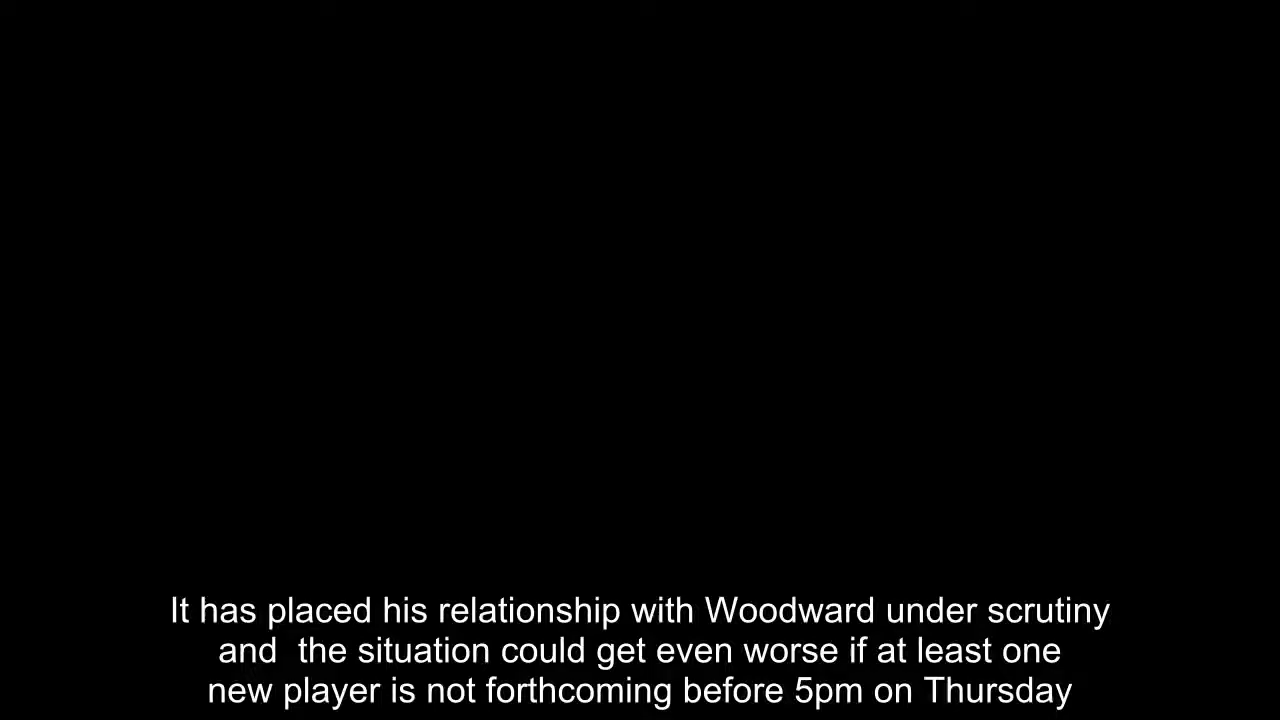 It has placed his relationship with Woodward under scrutiny
and  the situation could get even worse if at least one
new player is not forthcoming before 5pm on Thursday